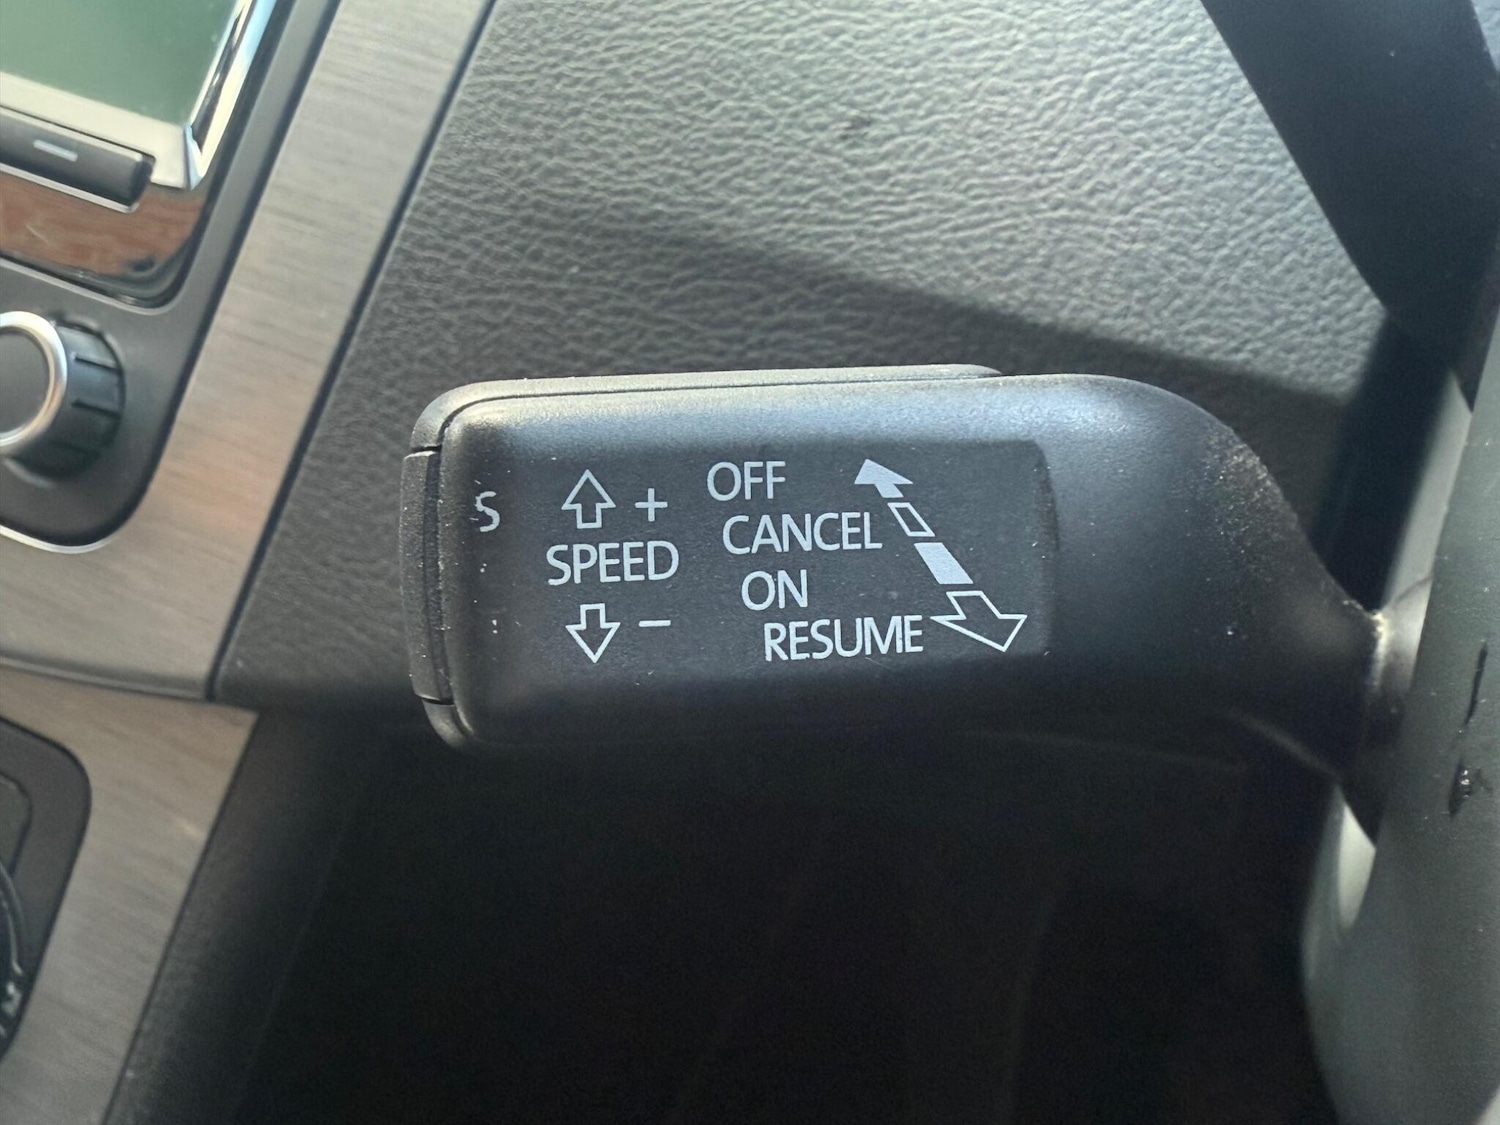 S
+
SPEED
−
OFF
CANCEL
ON
RESUME